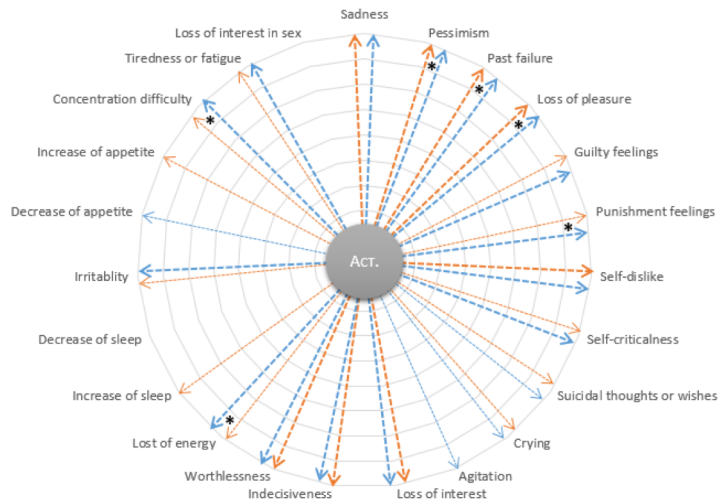 Sadness
Pessimism
Past failure
Loss of pleasure
Guilty feelings
Punishment feelings
Self-dislike
Self-criticalness
Suicidal thoughts or wishes
Crying
Agitation
Loss of interest
Indecisiveness
Worthlessness
Lost of energy
Increase of sleep
Decrease of sleep
Irritablity
Decrease of appetite
Increase of appetite
Concentration difficulty
Tiredness or fatigue
Loss of interest in sex
Act.
*
*
*
*
*
*